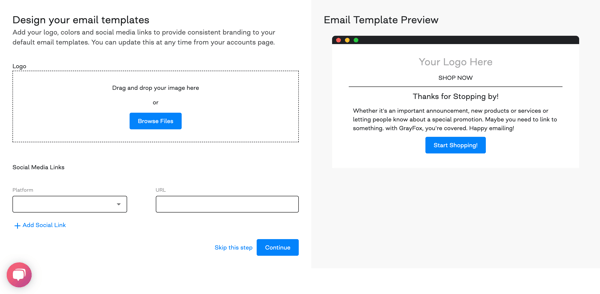 Design your email templates
Add your logo, colors and social media links to provide consistent branding to your
default email templates. You can update this at any time from your accounts page.
Logo
Drag and drop your image here
or
Browse Files
Social Media Links
Platform
URL
+ Add Social Link
Skip this step
Continue
Email Template Preview
Your Logo Here
SHOP NOW
Thanks for Stopping by!
Whether it's an important announcement, new products or services or
letting people know about a special promotion. Maybe you need to link to
something. with GrayFox, you're covered. Happy emailing!
Start Shopping!